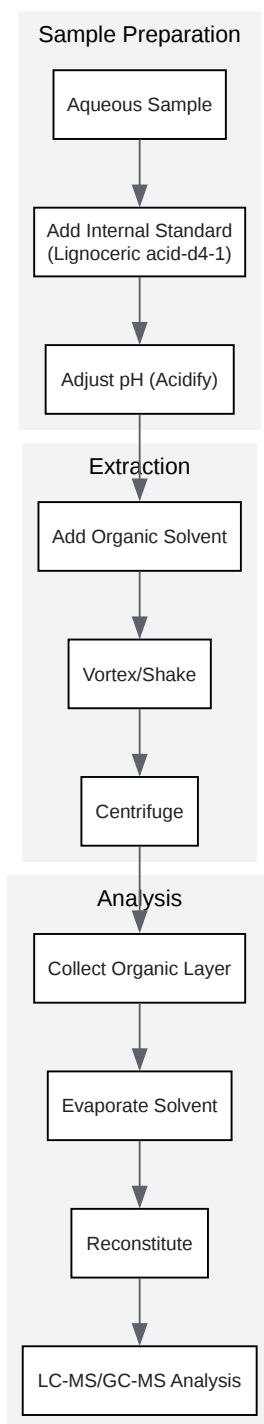 Sample Preparation
Aqueous Sample
Add Internal Standard
(Lignoceric acid-d4-1)
Adjust pH (Acidify)
Extraction
Add Organic Solvent
Vortex/Shake
Centrifuge
Analysis
Collect Organic Layer
Evaporate Solvent
Reconstitute
LC-MS/GC-MS Analysis